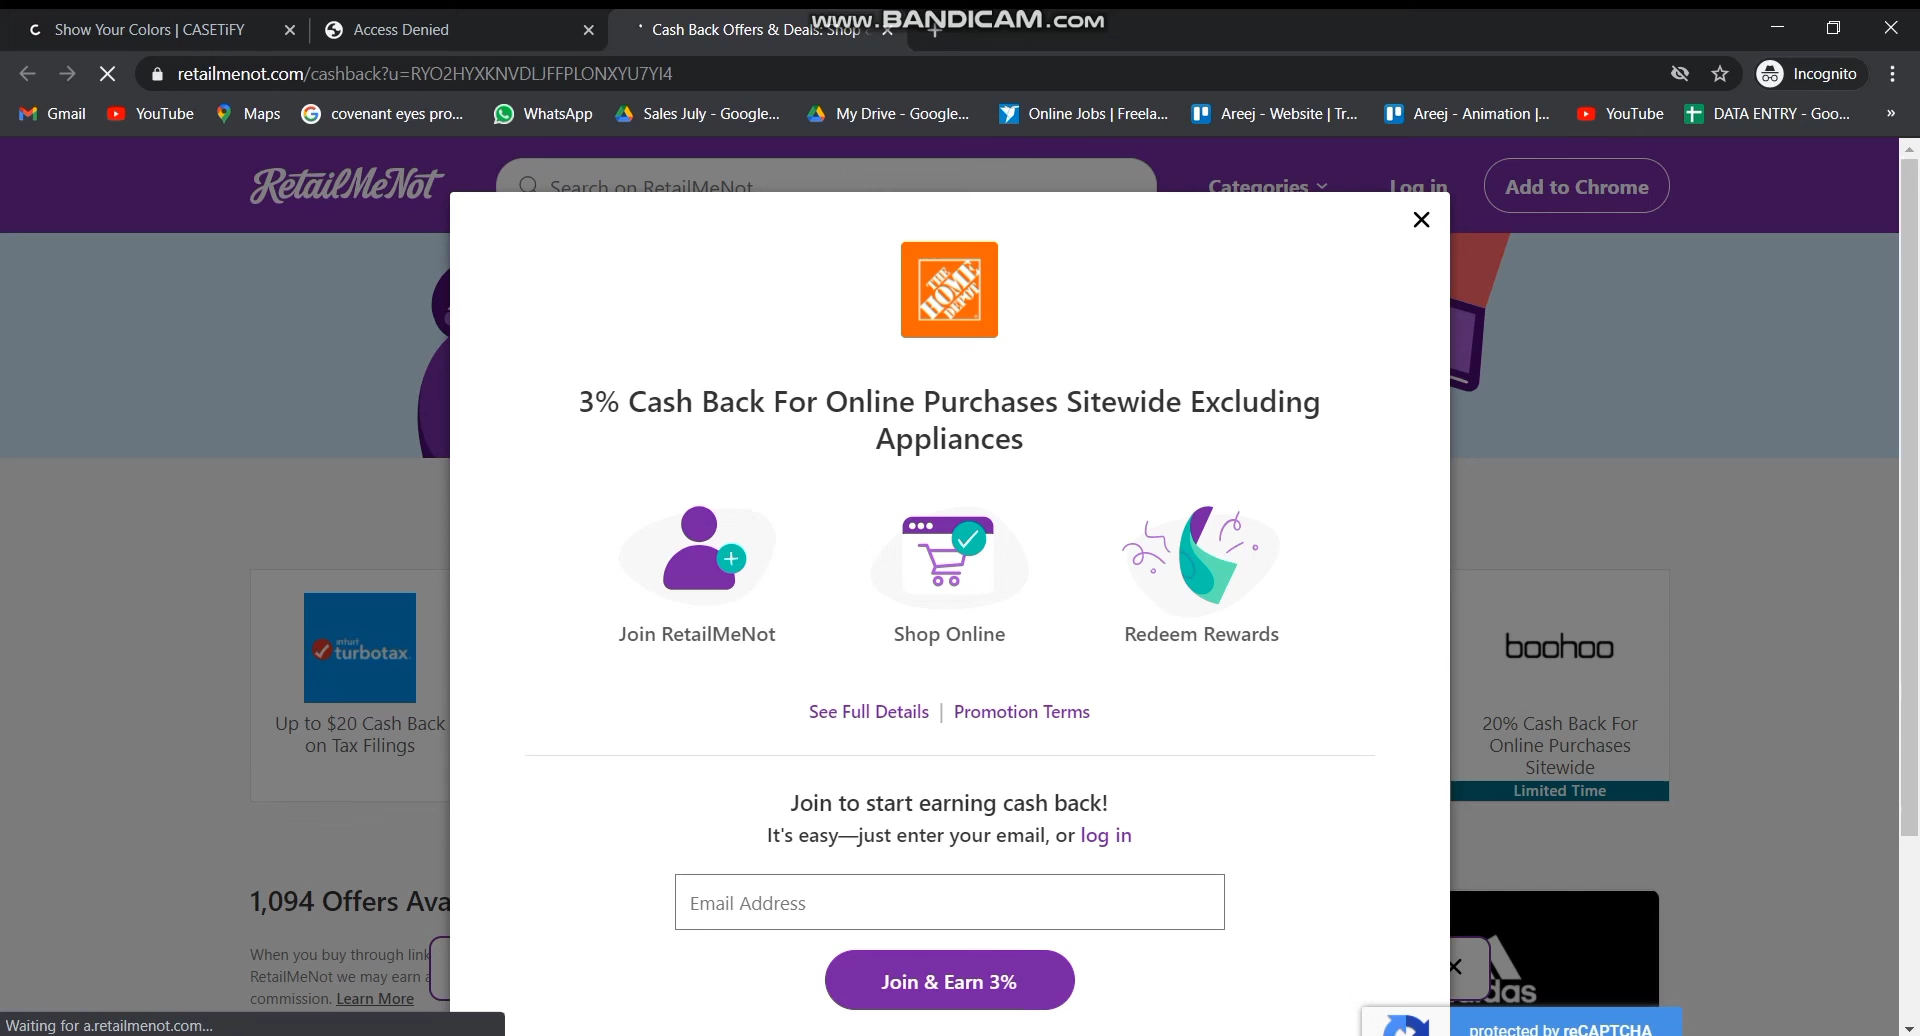 www.BANDICAM.com
Show Your Colors | CASETiFY
Access Denied
Cash Back Offers & Deals: Shop
retailmenot.com/cashback?u=RYO2HYXKNVDLJFFPLONXYU7YI4
Incognito
Gmail
YouTube
Maps
covenant eyes pro...
WhatsApp
Sales July - Google...
My Drive - Google...
Online Jobs | Freela...
Areej - Website | Tr...
Areej - Animation |...
YouTube
DATA ENTRY - Goo...
»
RetailMeNot
Search on RetailMeNot
Categories
Log in
Add to Chrome
THE
HOME
DEPOT
3% Cash Back For Online Purchases Sitewide Excluding
Appliances
Join RetailMeNot
Shop Online
Redeem Rewards
See Full Details | Promotion Terms
Join to start earning cash back!
It's easy—just enter your email, or log in
Email Address
Join & Earn 3%
intuit
turbotax
Up to $20 Cash Back
on Tax Filings
boohoo
20% Cash Back For
Online Purchases
Sitewide
Limited Time
1,094 Offers Ava
When you buy through link
RetailMeNot we may earn a
commission. Learn More
adidas
protected by reCAPTCHA
Waiting for a.retailmenot.com...